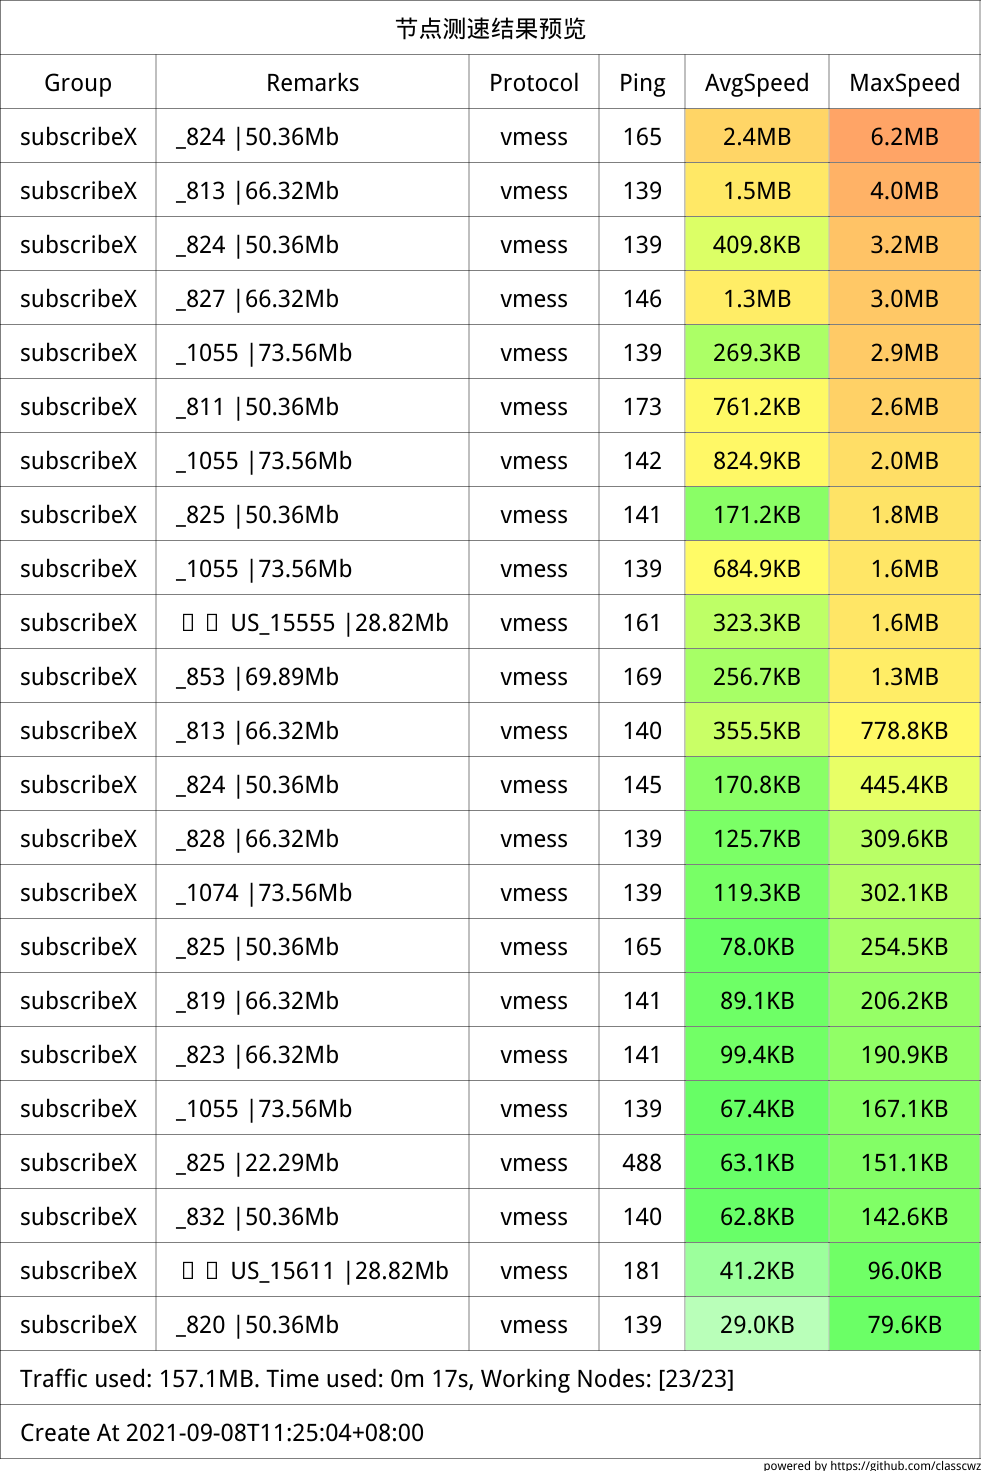 节点测速结果预览
Group Remarks Protocol Ping AvgSpeed MaxSpeed
subscribeX _824 |50.36Mb vmess 165 2.4MB 6.2MB
subscribeX _813 |66.32Mb vmess 139 1.5MB 4.0MB
subscribeX _824 |50.36Mb vmess 139 409.8KB 3.2MB
subscribeX _827 |66.32Mb vmess 146 1.3MB 3.0MB
subscribeX _1055 |73.56Mb vmess 139 269.3KB 2.9MB
subscribeX _811 |50.36Mb vmess 173 761.2KB 2.6MB
subscribeX _1055 |73.56Mb vmess 142 824.9KB 2.0MB
subscribeX _825 |50.36Mb vmess 141 171.2KB 1.8MB
subscribeX _1055 |73.56Mb vmess 139 684.9KB 1.6MB
subscribeX US_15555 |28.82Mb vmess 161 323.3KB 1.6MB
subscribeX _853 |69.89Mb vmess 169 256.7KB 1.3MB
subscribeX _813 |66.32Mb vmess 140 355.5KB 778.8KB
subscribeX _824 |50.36Mb vmess 145 170.8KB 445.4KB
subscribeX _828 |66.32Mb vmess 139 125.7KB 309.6KB
subscribeX _1074 |73.56Mb vmess 139 119.3KB 302.1KB
subscribeX _825 |50.36Mb vmess 165 78.0KB 254.5KB
subscribeX _819 |66.32Mb vmess 141 89.1KB 206.2KB
subscribeX _823 |66.32Mb vmess 141 99.4KB 190.9KB
subscribeX _1055 |73.56Mb vmess 139 67.4KB 167.1KB
subscribeX _825 |22.29Mb vmess 488 63.1KB 151.1KB
subscribeX _832 |50.36Mb vmess 140 62.8KB 142.6KB
subscribeX US_15611 |28.82Mb vmess 181 41.2KB 96.0KB
subscribeX _820 |50.36Mb vmess 139 29.0KB 79.6KB
Traffic used: 157.1MB. Time used: 0m 17s, Working Nodes: [23/23]
Create At 2021-09-08T11:25:04+08:00
powered by https://github.com/classcwz